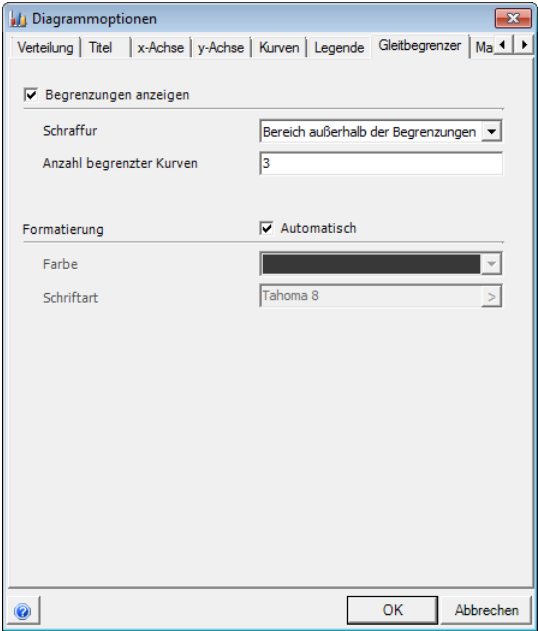 Diagrammoptionen
Verteilung Titel x-Achse y-Achse Kurven Legende Gleitbegrenzer Ma
Begrenzungen anzeigen
Schraffur Bereich außerhalb der Begrenzungen
Anzahl begrenzter Kurven 3
Formatierung Automatisch
Farbe
Schriftart Tahoma 8 >
OK Abbrechen